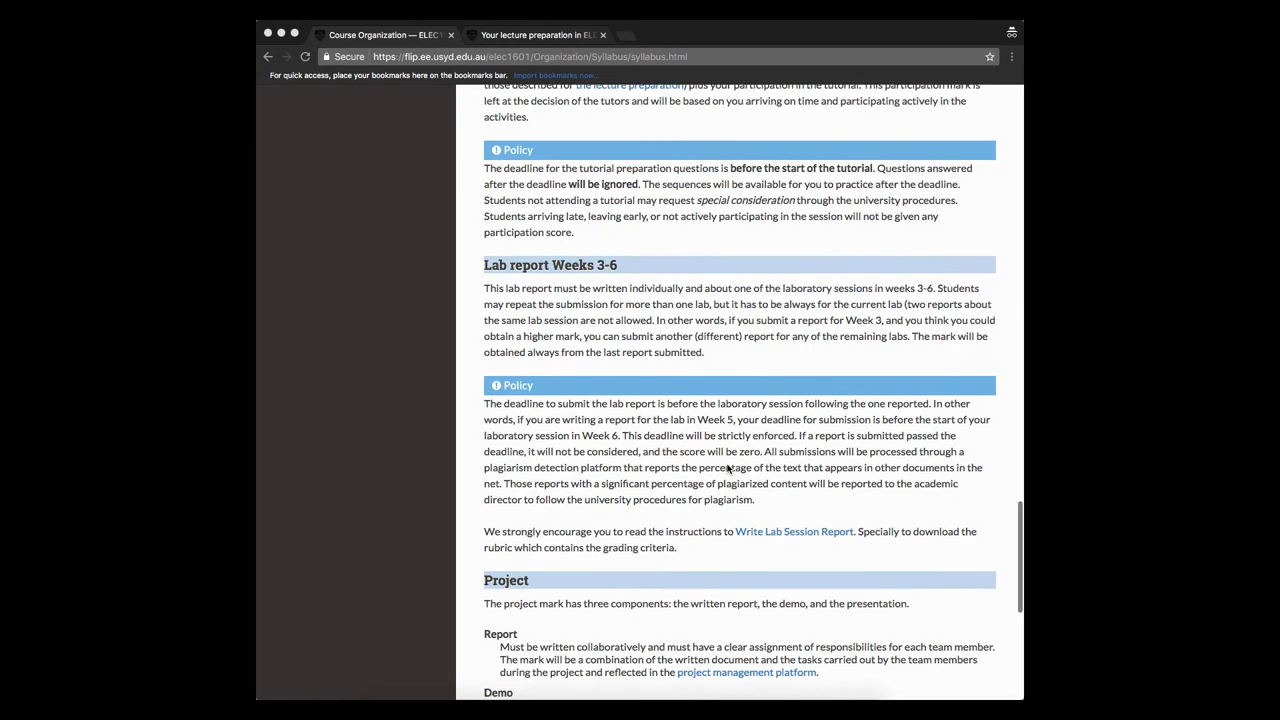 Course Organization — ELEC1
Your lecture preparation in ELE
Secure
https://flip.ee.usyd.edu.au/elec1601/Organization/Syllabus/syllabus.html
For quick access, place your bookmarks here on the bookmarks bar. Import bookmarks now...
those described for the lecture preparation) plus your participation in the tutorial. This participation mark is
left at the decision of the tutors and will be based on you arriving on time and participating actively in the
activities.
Policy
The deadline for the tutorial preparation questions is before the start of the tutorial. Questions answered
after the deadline will be ignored. The sequences will be available for you to practice after the deadline.
Students not attending a tutorial may request special consideration through the university procedures.
Students arriving late, leaving early, or not actively participating in the session will not be given any
participation score.
Lab report Weeks 3-6
This lab report must be written individually and about one of the laboratory sessions in weeks 3-6. Students
may repeat the submission for more than one lab, but it has to be always for the current lab (two reports about
the same lab session are not allowed. In other words, if you submit a report for Week 3, and you think you could
obtain a higher mark, you can submit another (different) report for any of the remaining labs. The mark will be
obtained always from the last report submitted.
Policy
The deadline to submit the lab report is before the laboratory session following the one reported. In other
words, if you are writing a report for the lab in Week 5, your deadline for submission is before the start of your
laboratory session in Week 6. This deadline will be strictly enforced. If a report is submitted passed the
deadline, it will not be considered, and the score will be zero. All submissions will be processed through a
plagiarism detection platform that reports the percentage of the text that appears in other documents in the
net. Those reports with a significant percentage of plagiarized content will be reported to the academic
director to follow the university procedures for plagiarism.
We strongly encourage you to read the instructions to Write Lab Session Report. Specially to download the
rubric which contains the grading criteria.
Project
The project mark has three components: the written report, the demo, and the presentation.
Report
Must be written collaboratively and must have a clear assignment of responsibilities for each team member.
The mark will be a combination of the written document and the tasks carried out by the team members
during the project and reflected in the project management platform.
Demo